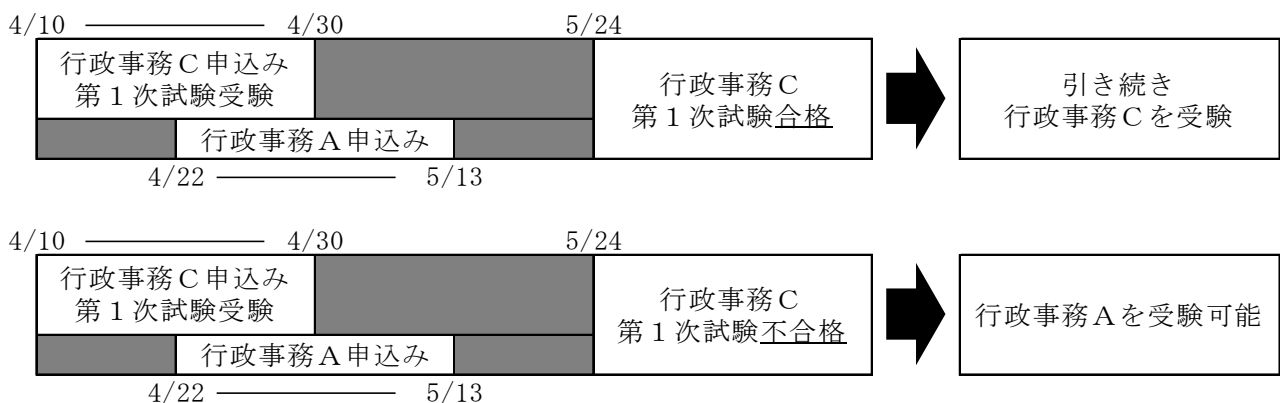 4/10 4/30 5/24
行政事務C申込み
第1次試験受験
行政事務A申込み
行政事務C
第1次試験合格
引き続き
行政事務Cを受験
4/22 5/13
4/10 4/30 5/24
行政事務C申込み
第1次試験受験
行政事務A申込み
行政事務C
第1次試験不合格
行政事務Aを受験可能
4/22 5/13